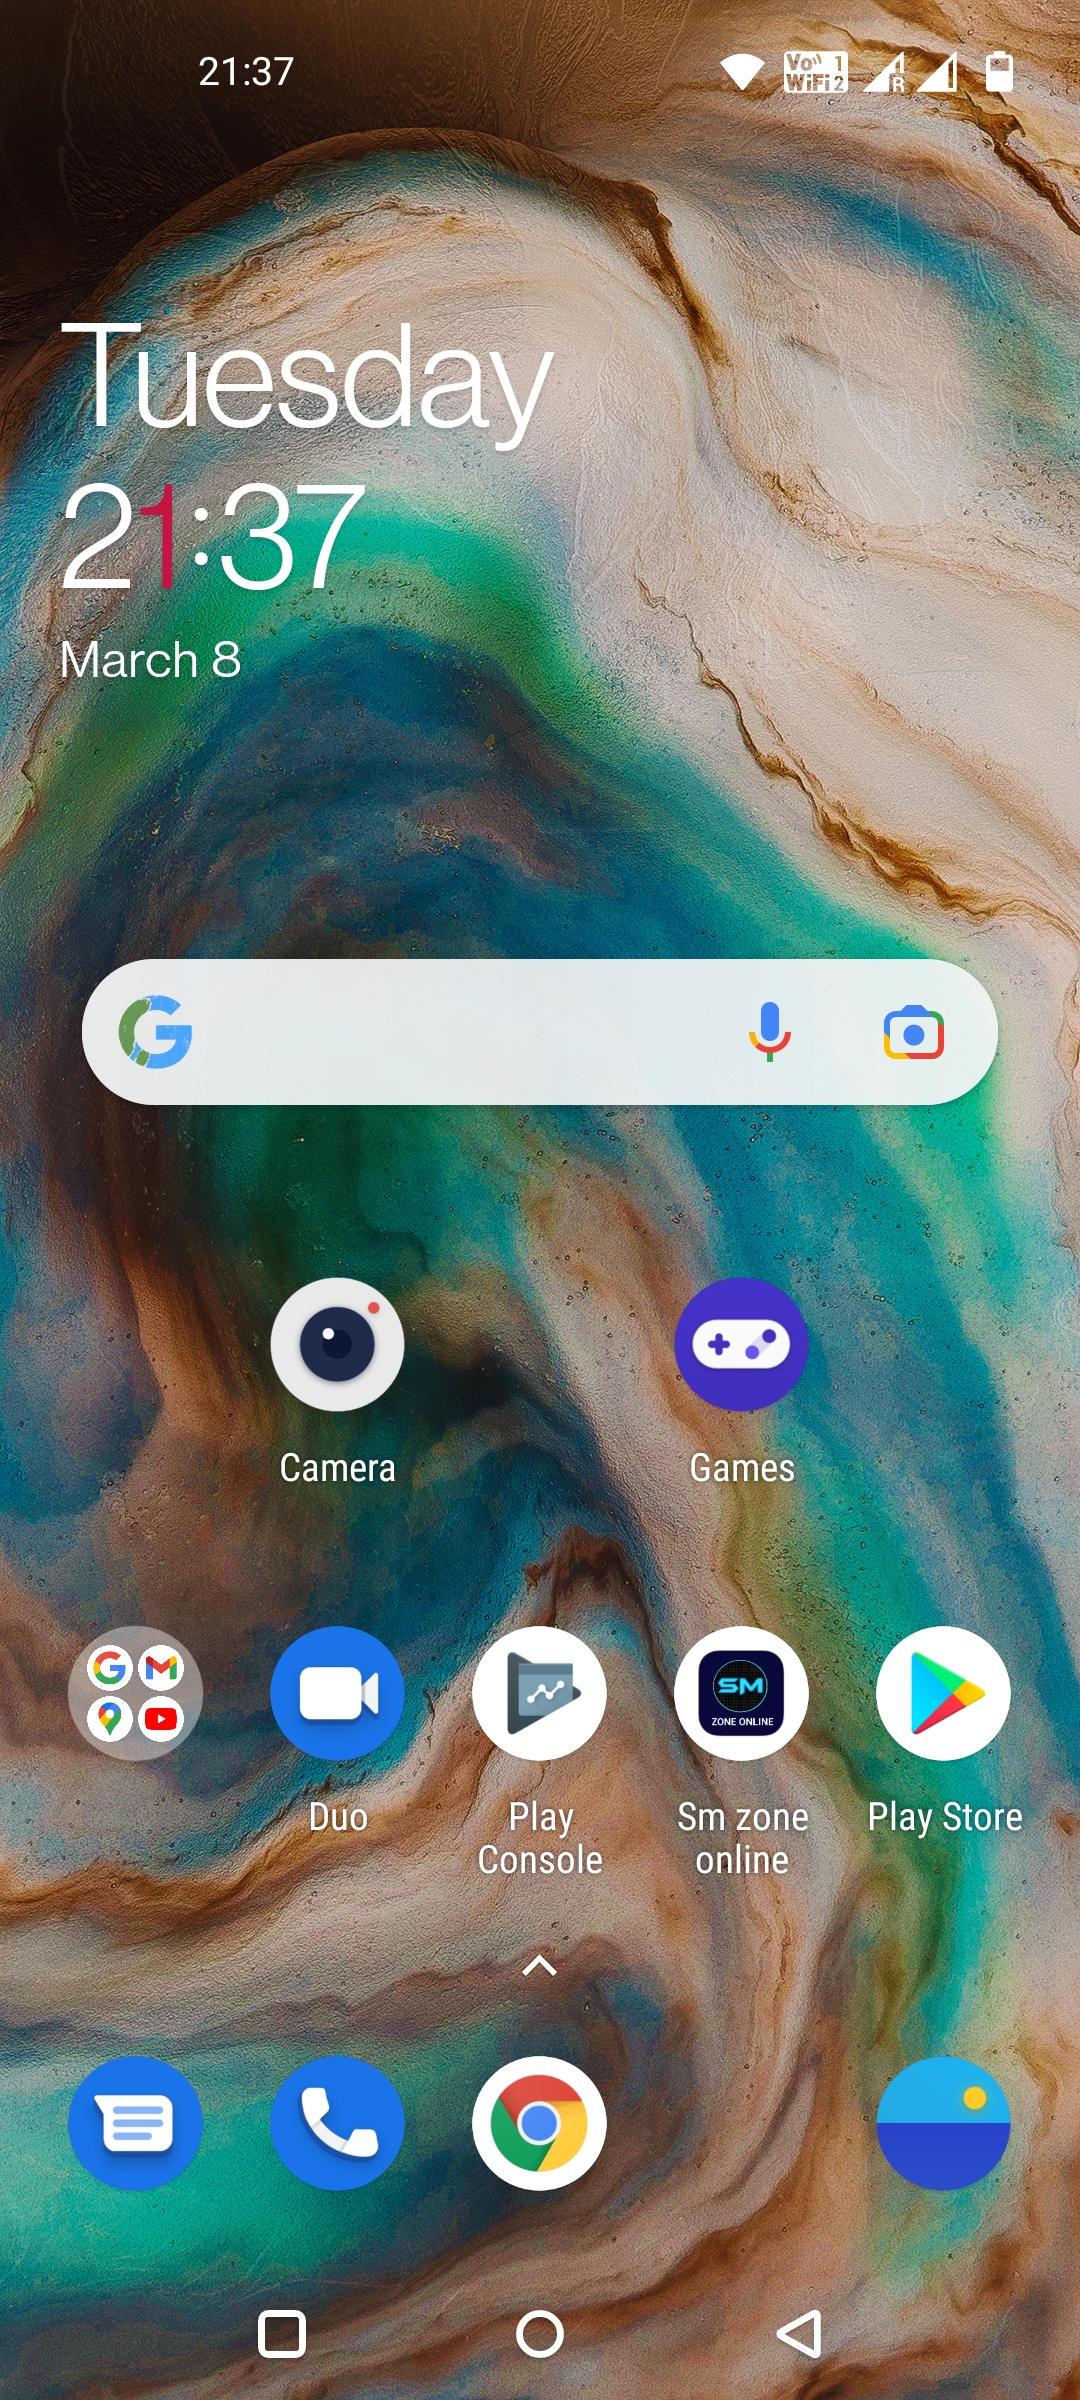 21:37
Vo 1
WiFi 2
R
Tuesday
21:37
March 8
Camera
Games
SM
ZONE ONLINE
Duo
Play Console
Sm zone online
Play Store